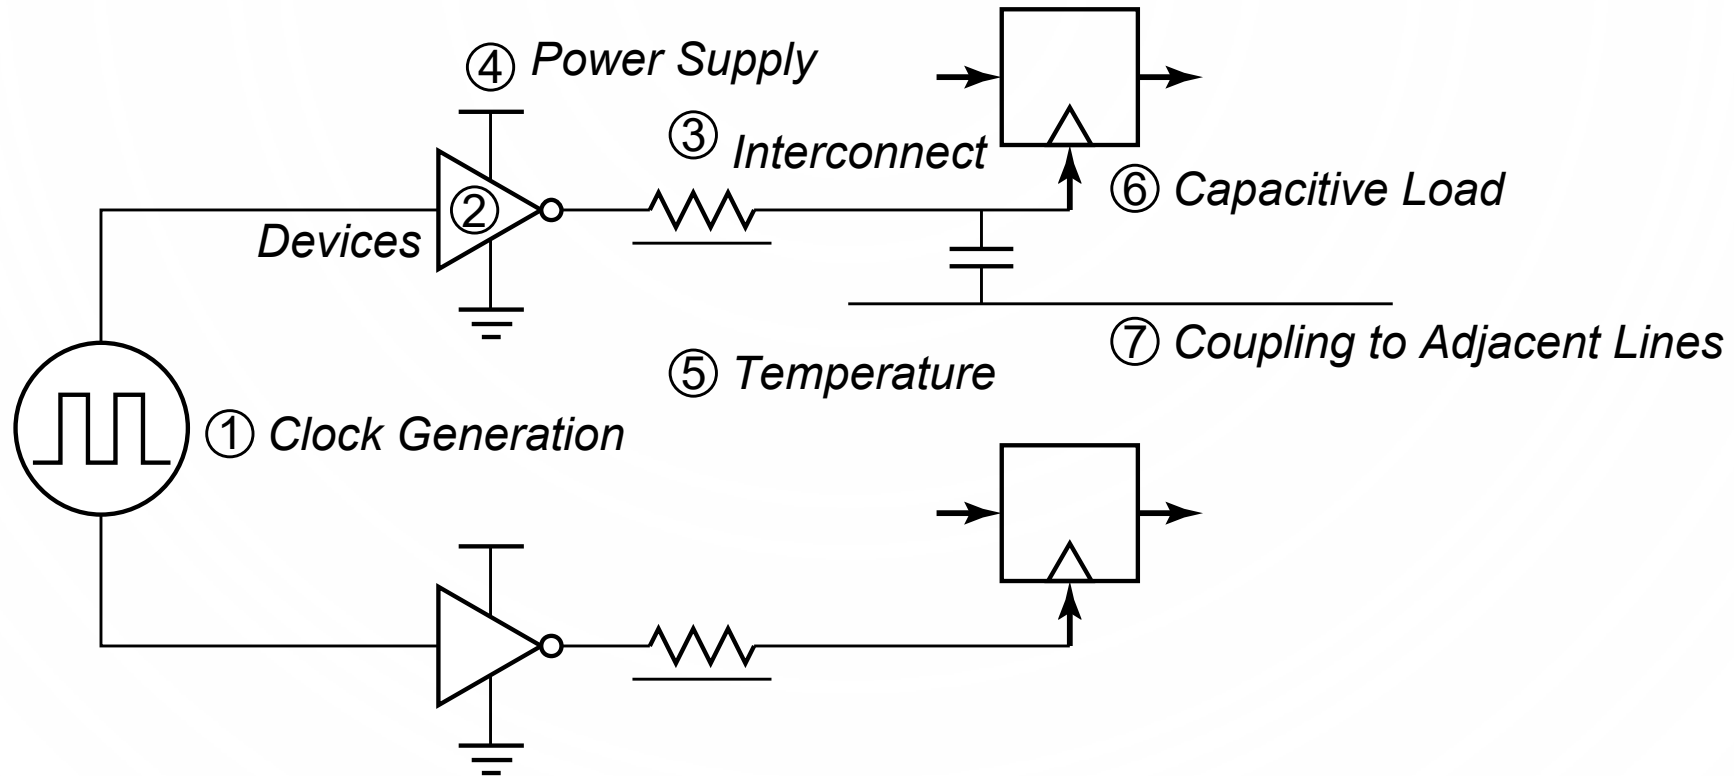 ④ Power Supply
③ Interconnect
⑥ Capacitive Load
②
Devices
⑦ Coupling to Adjacent Lines
⑤ Temperature
① Clock Generation